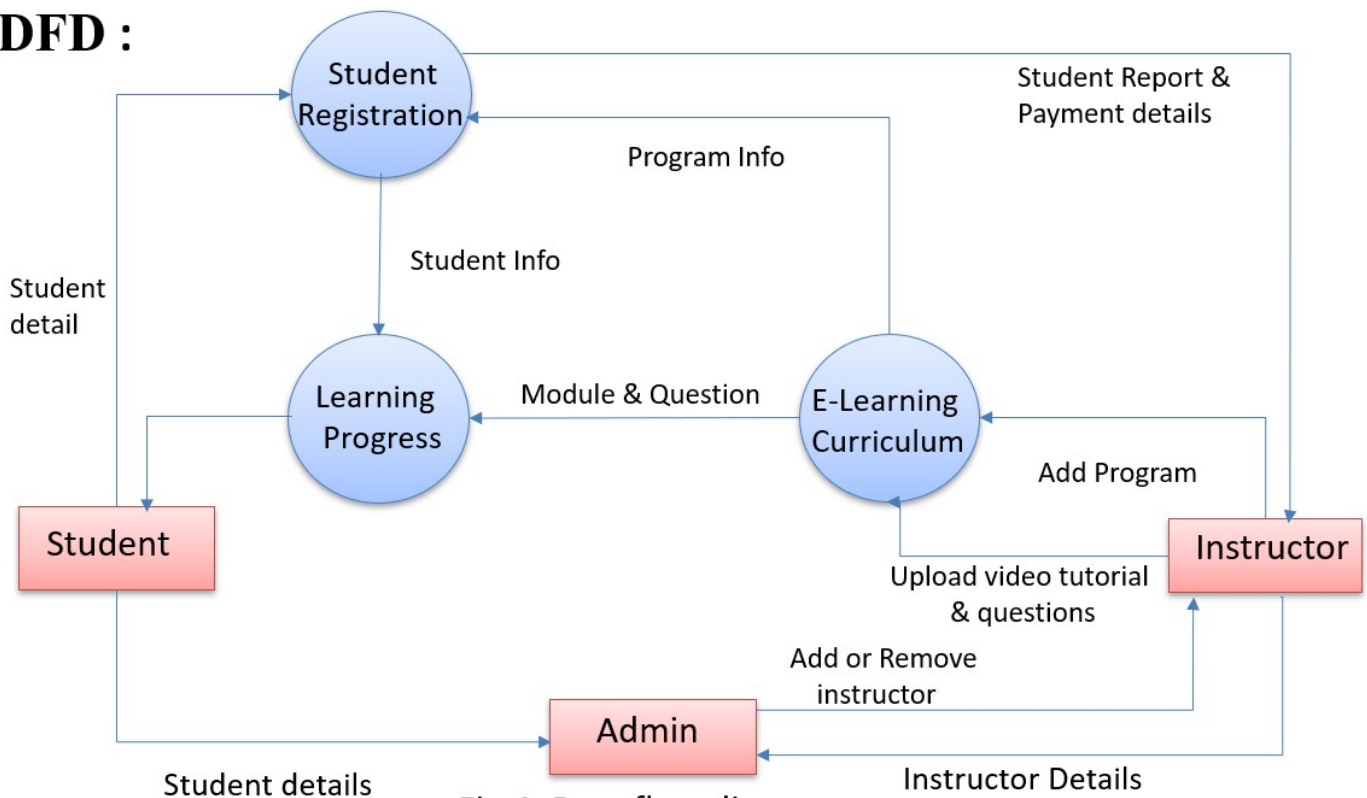 DFD :
Student
Registration
Student Report &
Payment details
Program Info
Student Info
Student
detail
Learning
Progress
Module & Question
E-Learning
Curriculum
Add Program
Student
Instructor
Upload video tutorial
& questions
Add or Remove
instructor
Admin
Student details
Instructor Details